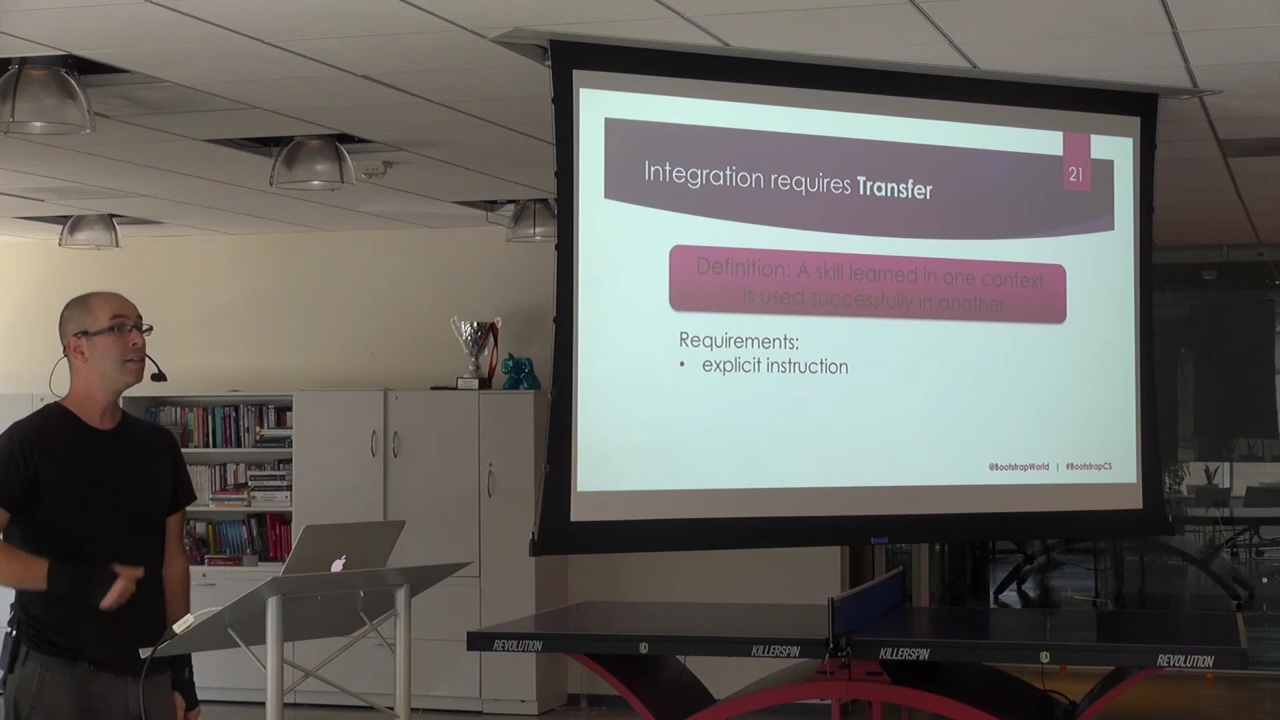 Integration requires Transfer
21
Definition: A skill learned in one context
is used successfully in another
Requirements:
• explicit instruction
@BootstrapWorld | #BootstrapCS
REVOLUTION
KILLERSPIN
KILLERSPIN
REVOLUTION